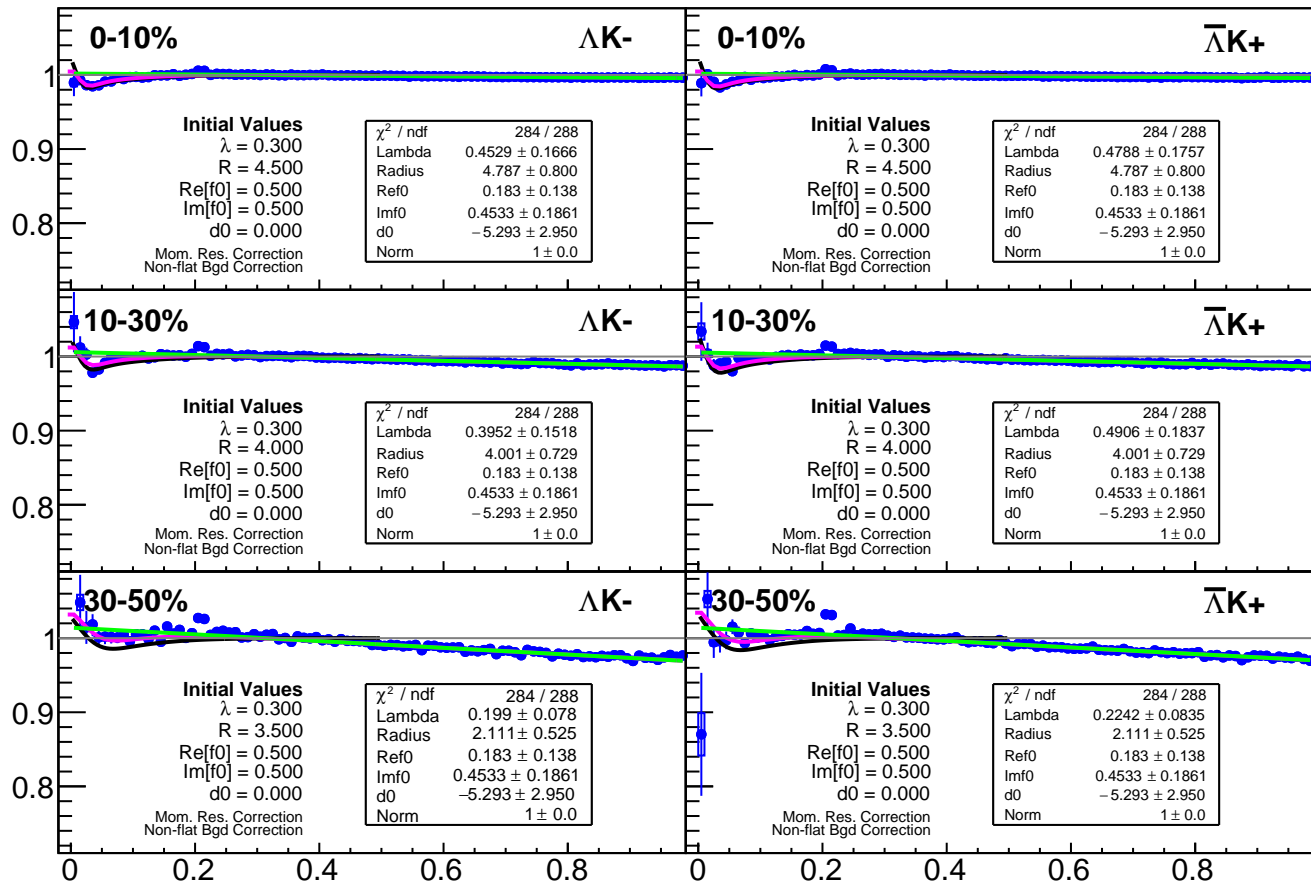 0-10%
ΛK-
1
0.9
0.8
Initial Values
λ = 0.300
R = 4.500
Re[f0] = 0.500
Im[f0] = 0.500
d0 = 0.000
Mom. Res. Correction
Non-flat Bgd Correction
χ² / ndf 284 / 288
Lambda 0.4529 ± 0.1666
Radius 4.787 ± 0.800
Ref0 0.183 ± 0.138
Imf0 0.4533 ± 0.1861
d0 −5.293 ± 2.950
Norm 1 ± 0.0
0-10%
Λ̅K+
Initial Values
λ = 0.300
R = 4.500
Re[f0] = 0.500
Im[f0] = 0.500
d0 = 0.000
Mom. Res. Correction
Non-flat Bgd Correction
χ² / ndf 284 / 288
Lambda 0.4788 ± 0.1757
Radius 4.787 ± 0.800
Ref0 0.183 ± 0.138
Imf0 0.4533 ± 0.1861
d0 −5.293 ± 2.950
Norm 1 ± 0.0
10-30%
ΛK-
1
0.9
0.8
Initial Values
λ = 0.300
R = 4.000
Re[f0] = 0.500
Im[f0] = 0.500
d0 = 0.000
Mom. Res. Correction
Non-flat Bgd Correction
χ² / ndf 284 / 288
Lambda 0.3952 ± 0.1518
Radius 4.001 ± 0.729
Ref0 0.183 ± 0.138
Imf0 0.4533 ± 0.1861
d0 −5.293 ± 2.950
Norm 1 ± 0.0
10-30%
Λ̅K+
Initial Values
λ = 0.300
R = 4.000
Re[f0] = 0.500
Im[f0] = 0.500
d0 = 0.000
Mom. Res. Correction
Non-flat Bgd Correction
χ² / ndf 284 / 288
Lambda 0.4906 ± 0.1837
Radius 4.001 ± 0.729
Ref0 0.183 ± 0.138
Imf0 0.4533 ± 0.1861
d0 −5.293 ± 2.950
Norm 1 ± 0.0
30-50%
ΛK-
1
0.9
0.8
Initial Values
λ = 0.300
R = 3.500
Re[f0] = 0.500
Im[f0] = 0.500
d0 = 0.000
Mom. Res. Correction
Non-flat Bgd Correction
χ² / ndf 284 / 288
Lambda 0.199 ± 0.078
Radius 2.111 ± 0.525
Ref0 0.183 ± 0.138
Imf0 0.4533 ± 0.1861
d0 −5.293 ± 2.950
Norm 1 ± 0.0
30-50%
Λ̅K+
Initial Values
λ = 0.300
R = 3.500
Re[f0] = 0.500
Im[f0] = 0.500
d0 = 0.000
Mom. Res. Correction
Non-flat Bgd Correction
χ² / ndf 284 / 288
Lambda 0.2242 ± 0.0835
Radius 2.111 ± 0.525
Ref0 0.183 ± 0.138
Imf0 0.4533 ± 0.1861
d0 −5.293 ± 2.950
Norm 1 ± 0.0
0 0.2 0.4 0.6 0.8 0 0.2 0.4 0.6 0.8